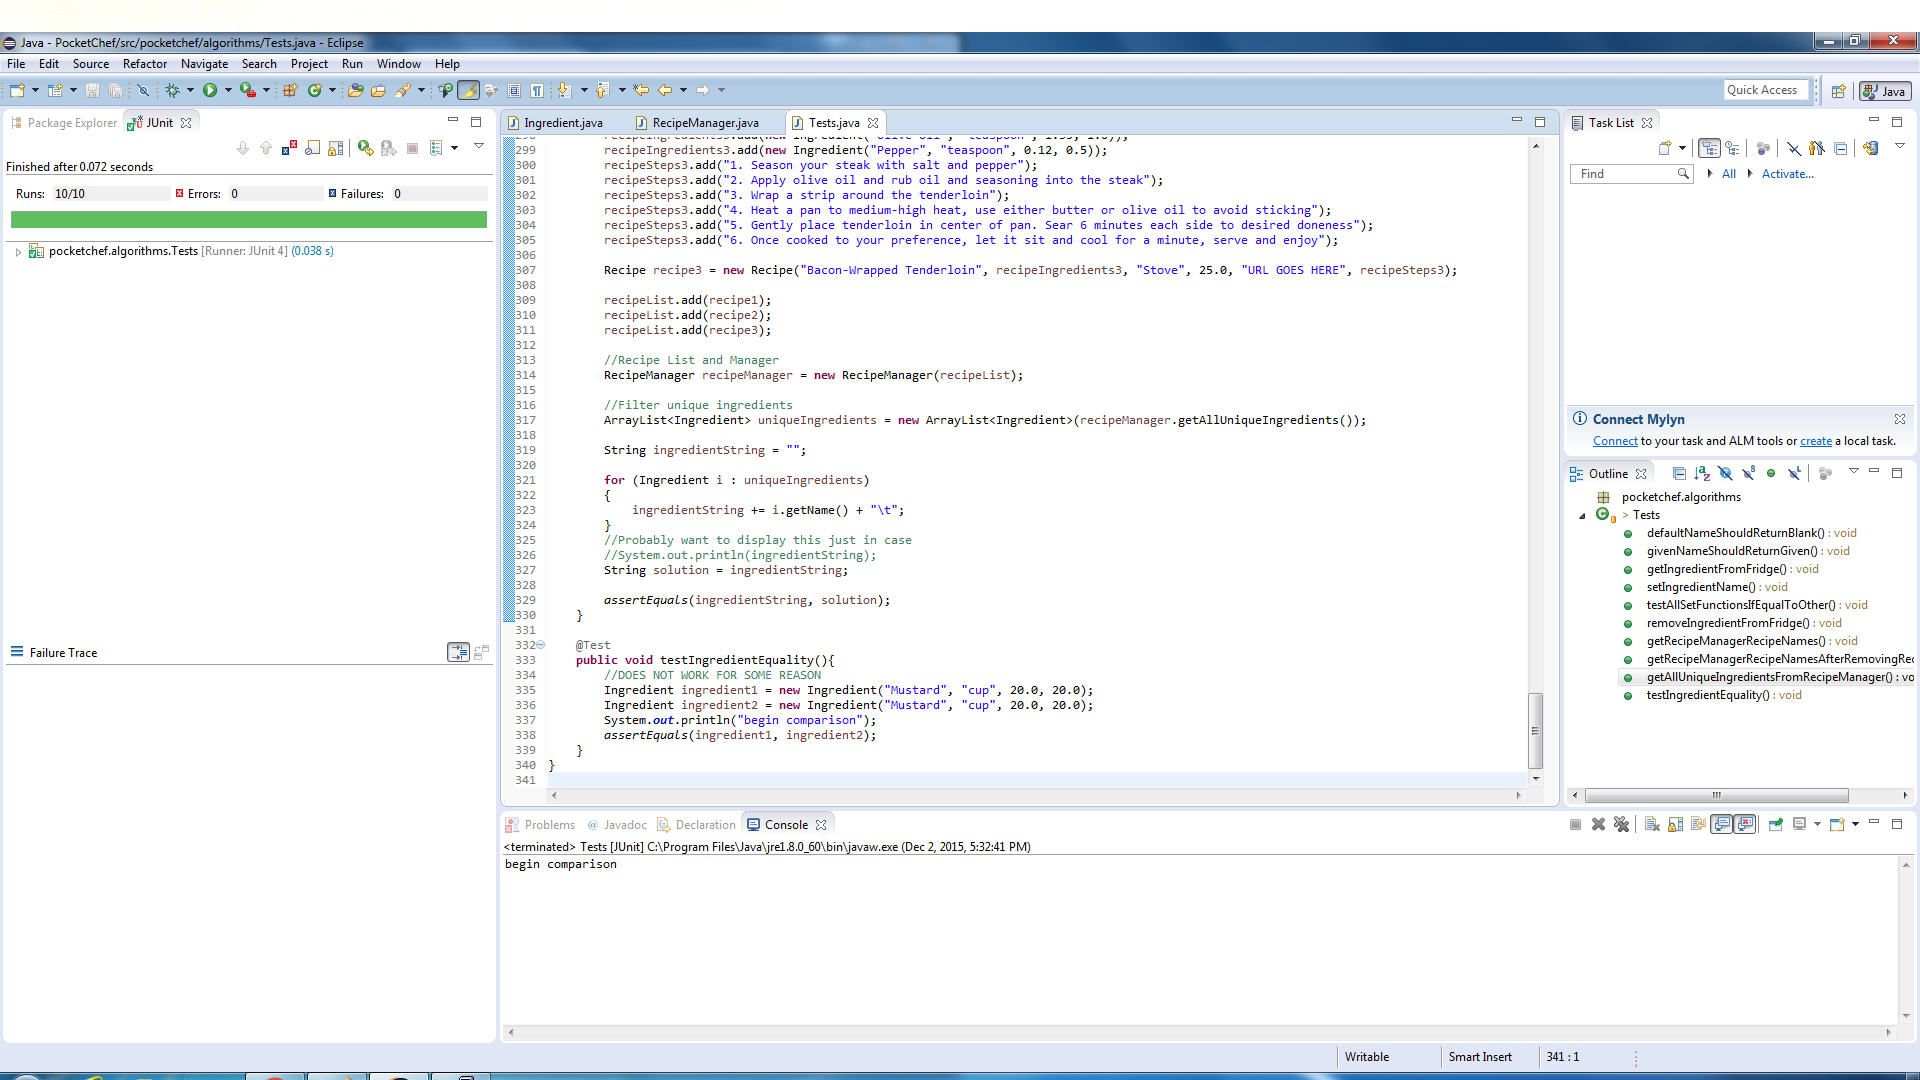 Java - PocketChef/src/pocketchef/algorithms/Tests.java - Eclipse
File Edit Source Refactor Navigate Search Project Run Window Help
Quick Access
Java
Package Explorer
JUnit
Finished after 0.072 seconds
Runs: 10/10 Errors: 0 Failures: 0
pocketchef.algorithms.Tests [Runner: JUnit 4] (0.038 s)
Failure Trace
Ingredient.java RecipeManager.java Tests.java
299 recipeIngredients3.add(new Ingredient("Pepper", "teaspoon", 0.12, 0.5));
300 recipeSteps3.add("1. Season your steak with salt and pepper");
301 recipeSteps3.add("2. Apply olive oil and rub oil and seasoning into the steak");
302 recipeSteps3.add("3. Wrap a strip around the tenderloin");
303 recipeSteps3.add("4. Heat a pan to medium-high heat, use either butter or olive oil to avoid sticking");
304 recipeSteps3.add("5. Gently place tenderloin in center of pan. Sear 6 minutes each side to desired doneness");
305 recipeSteps3.add("6. Once cooked to your preference, let it sit and cool for a minute, serve and enjoy");
306
307 Recipe recipe3 = new Recipe("Bacon-Wrapped Tenderloin", recipeIngredients3, "Stove", 25.0, "URL GOES HERE", recipeSteps3);
308
309 recipeList.add(recipe1);
310 recipeList.add(recipe2);
311 recipeList.add(recipe3);
312
313 //Recipe List and Manager
314 RecipeManager recipeManager = new RecipeManager(recipeList);
315
316 //Filter unique ingredients
317 ArrayList<Ingredient> uniqueIngredients = new ArrayList<Ingredient>(recipeManager.getAllUniqueIngredients());
318
319 String ingredientString = "";
320
321 for (Ingredient i : uniqueIngredients)
322 {
323 ingredientString += i.getName() + "\t";
324 }
325 //Probably want to display this just in case
326 //System.out.println(ingredientString);
327 String solution = ingredientString;
328
329 assertEquals(ingredientString, solution);
330 }
331
332 @Test
333 public void testIngredientEquality(){
334 //DOES NOT WORK FOR SOME REASON
335 Ingredient ingredient1 = new Ingredient("Mustard", "cup", 20.0, 20.0);
336 Ingredient ingredient2 = new Ingredient("Mustard", "cup", 20.0, 20.0);
337 System.out.println("begin comparison");
338 assertEquals(ingredient1, ingredient2);
339 }
340 }
341
Problems @ Javadoc Declaration Console
<terminated> Tests [JUnit] C:\Program Files\Java\jre1.8.0_60\bin\javaw.exe (Dec 2, 2015, 5:32:41 PM)
begin comparison
Task List
Find All Activate...
Connect Mylyn
Connect to your task and ALM tools or create a local task.
Outline
pocketchef.algorithms
> Tests
defaultNameShouldReturnBlank() : void
givenNameShouldReturnGiven() : void
getIngredientFromFridge() : void
setIngredientName() : void
testAllSetFunctionsIfEqualToOther() : void
removeIngredientFromFridge() : void
getRecipeManagerRecipeNames() : void
getRecipeManagerRecipeNamesAfterRemovingRec
getAllUniqueIngredientsFromRecipeManager() : vo
testIngredientEquality() : void
Writable Smart Insert 341 : 1